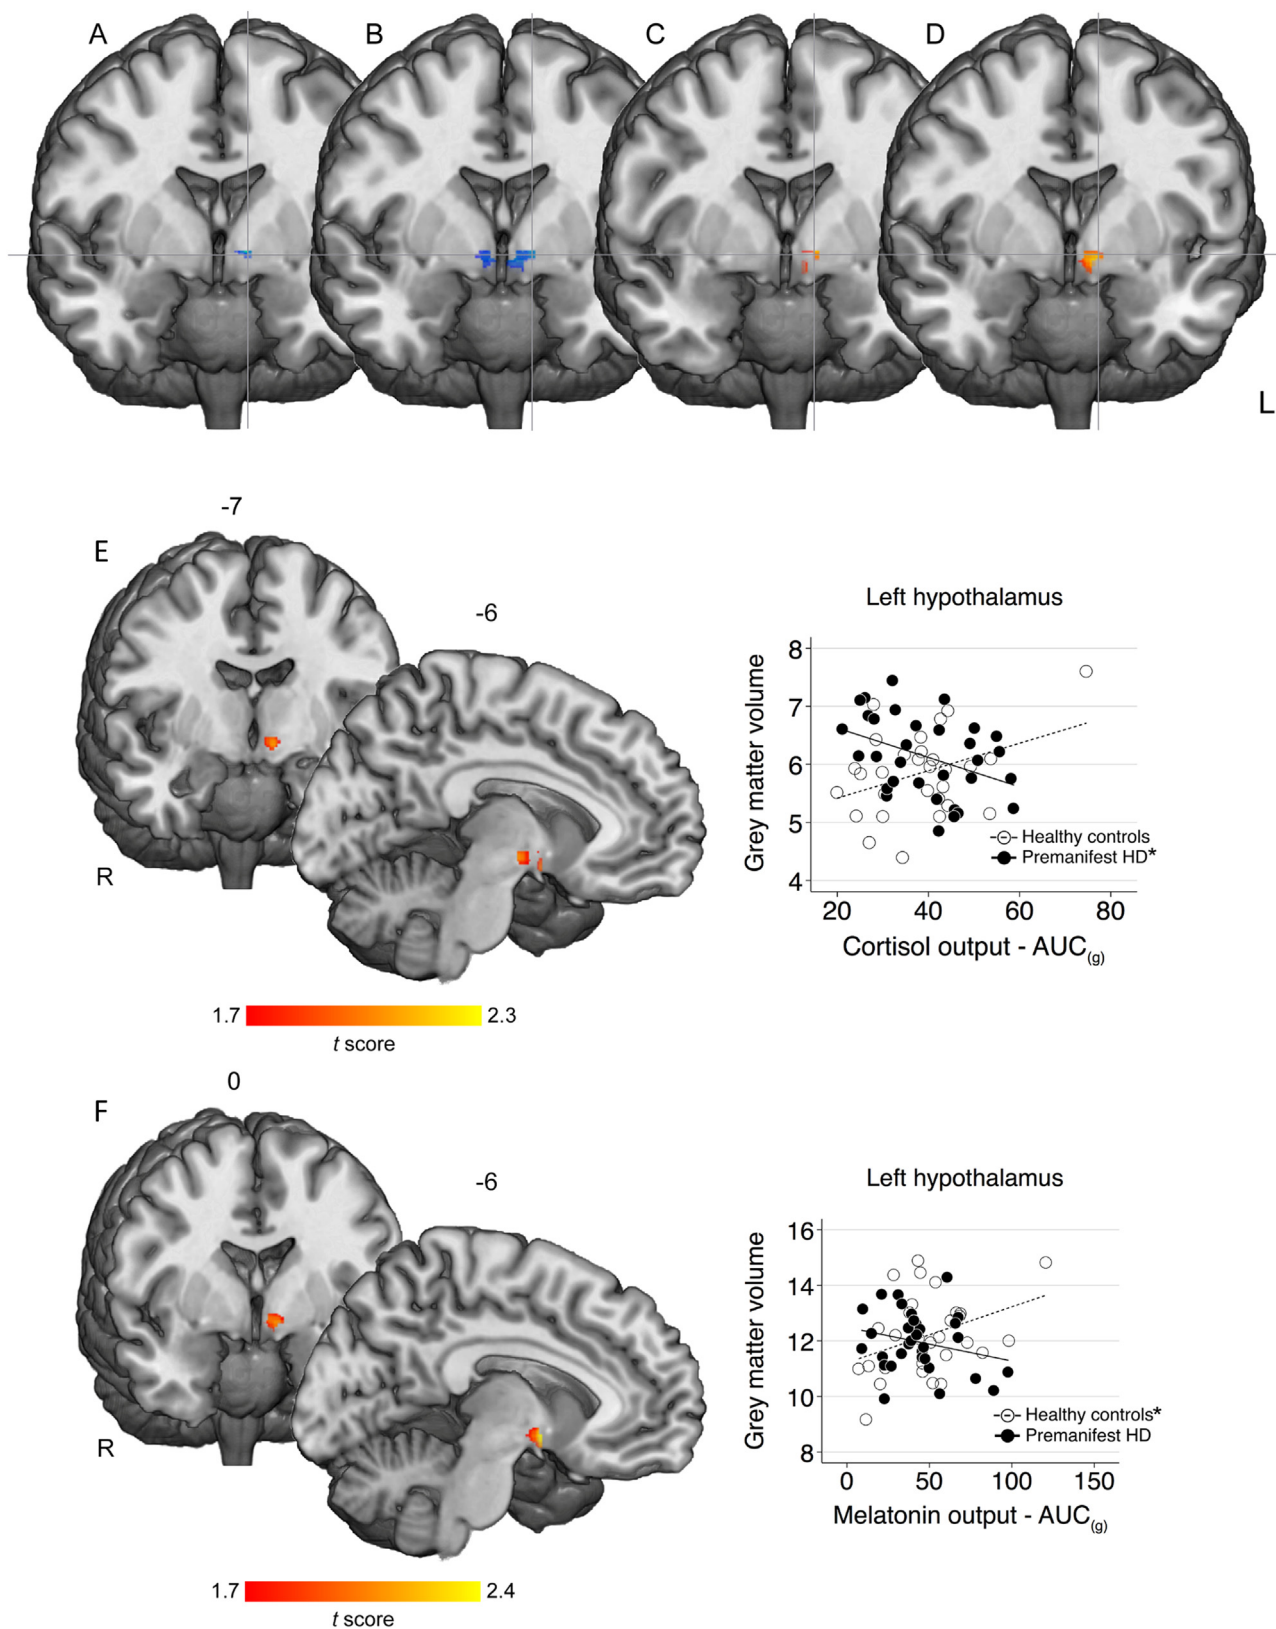 A
B
C
D
L
-7
E
-6
R
1.7
2.3
t score
Left hypothalamus
Grey matter volume
8
7
6
5
4
Healthy controls
Premanifest HD*
20
40
60
80
Cortisol output - AUC(g)
0
F
-6
R
1.7
2.4
t score
Left hypothalamus
Grey matter volume
16
14
12
10
8
Healthy controls*
Premanifest HD
0
50
100
150
Melatonin output - AUC(g)